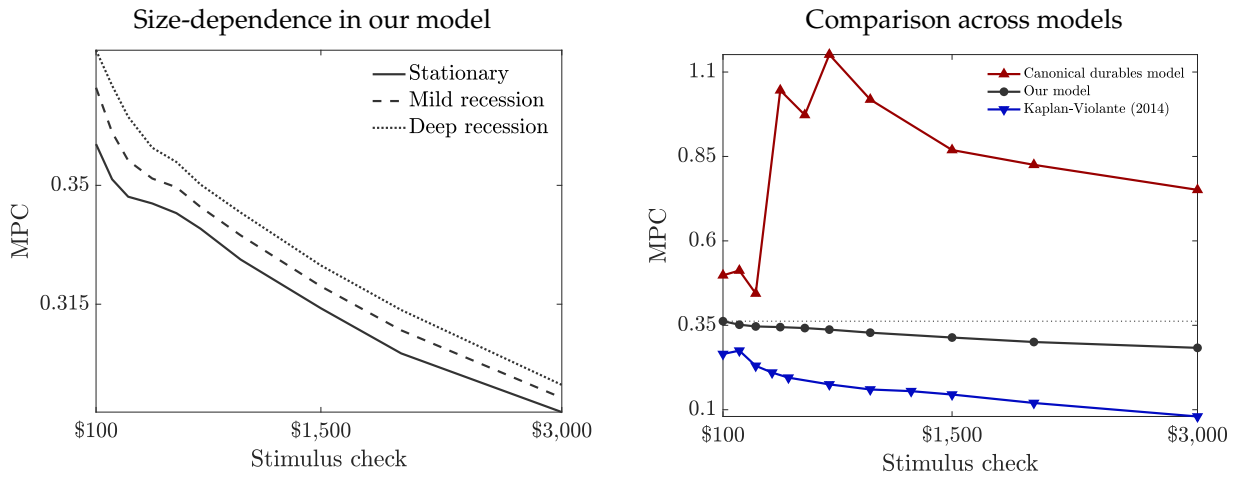 Size-dependence in our model
Stationary
Mild recession
Deep recession
MPC
0.35
0.315
$100
$1,500
$3,000
Stimulus check
Comparison across models
Canonical durables model
Our model
Kaplan-Violante (2014)
MPC
1.1
0.85
0.6
0.35
0.1
$100
$1,500
$3,000
Stimulus check